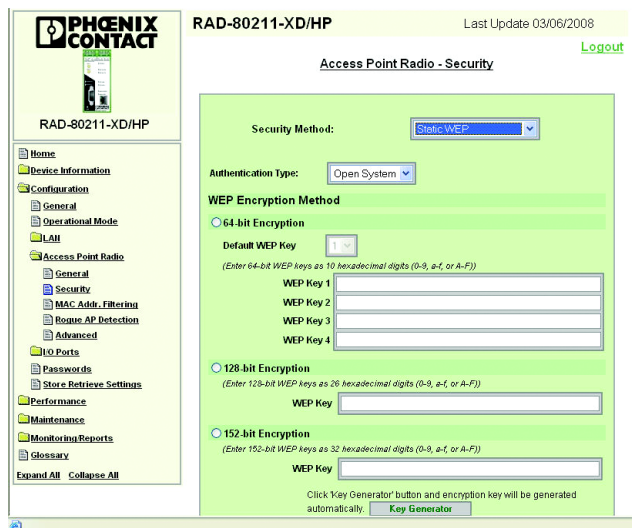 PHOENIX
CONTACT
RAD-80211-XD/HP
RAD-80211-XD/HP
Last Update 03/06/2008
Logout
Home
Device Information
Configuration
General
Operational Mode
LAN
Access Point Radio
General
Security
MAC Addr. Filtering
Rogue AP Detection
Advanced
I/O Ports
Passwords
Store Retrieve Settings
Performance
Maintenance
Monitoring/Reports
Glossary
Expand All Collapse All
Access Point Radio - Security
Security Method: Static WEP
Authentication Type: Open System
WEP Encryption Method
64-bit Encryption
Default WEP Key 1
(Enter 64-bit WEP keys as 10 hexadecimal digits (0-9, a-f, or A-F))
WEP Key 1
WEP Key 2
WEP Key 3
WEP Key 4
128-bit Encryption
(Enter 128-bit WEP keys as 26 hexadecimal digits (0-9, a-f, or A-F))
WEP Key
152-bit Encryption
(Enter 152-bit WEP keys as 32 hexadecimal digits (0-9, a-f, or A-F))
WEP Key
Click 'Key Generator' button and encryption key will be generated
automatically. Key Generator